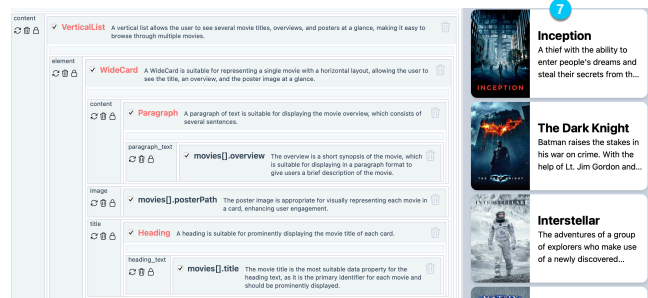 content
VerticalList A vertical list allows the user to see several movie titles, overviews, and posters at a glance, making it easy to
browse through multiple movies.
element
WideCard A WideCard is suitable for representing a single movie with a horizontal layout, allowing the user to
see the title, an overview, and the poster image at a glance.
content
Paragraph A paragraph of text is suitable for displaying the movie overview, which consists of
several sentences.
paragraph_text
movies[].overview The overview is a short synopsis of the movie, which
is suitable for displaying in a paragraph format to
give users a brief description of the movie.
image
movies[].posterPath The poster image is appropriate for visually representing each movie in
a card, enhancing user engagement.
title
Heading A heading is suitable for prominently displaying the movie title of each card.
heading_text
movies[].title The movie title is the most suitable data property for the
heading text, as it is the primary identifier for each movie and
should be prominently displayed.
7
INCEPTION
Inception
A thief with the ability to
enter people's dreams and
steal their secrets from th...
The Dark Knight
Batman raises the stakes in
his war on crime. With the
help of Lt. Jim Gordon and...
INTERSTELLAR
Interstellar
The adventures of a group
of explorers who make use
of a newly discovered...